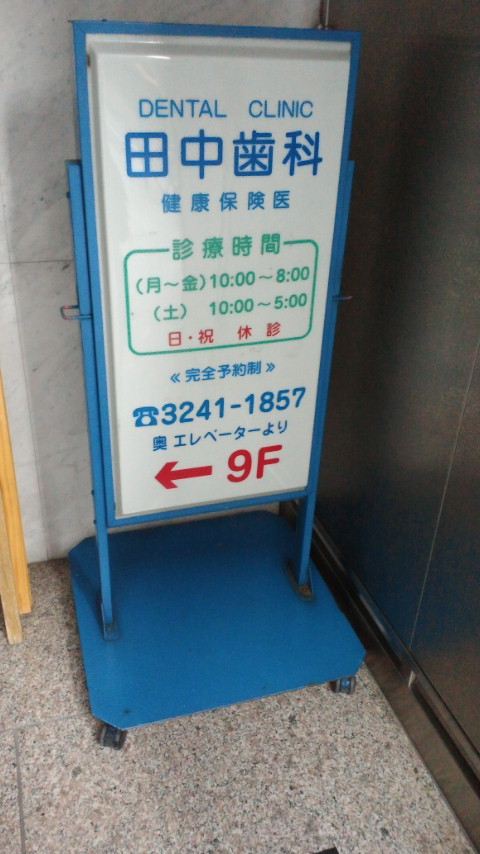 DENTAL CLINIC
田中歯科
健康保険医
診療時間
(月～金)10:00～8:00
(土) 10:00～5:00
日・祝 休診
《完全予約制》
☎3241-1857
奥 エレベーターより
← 9F